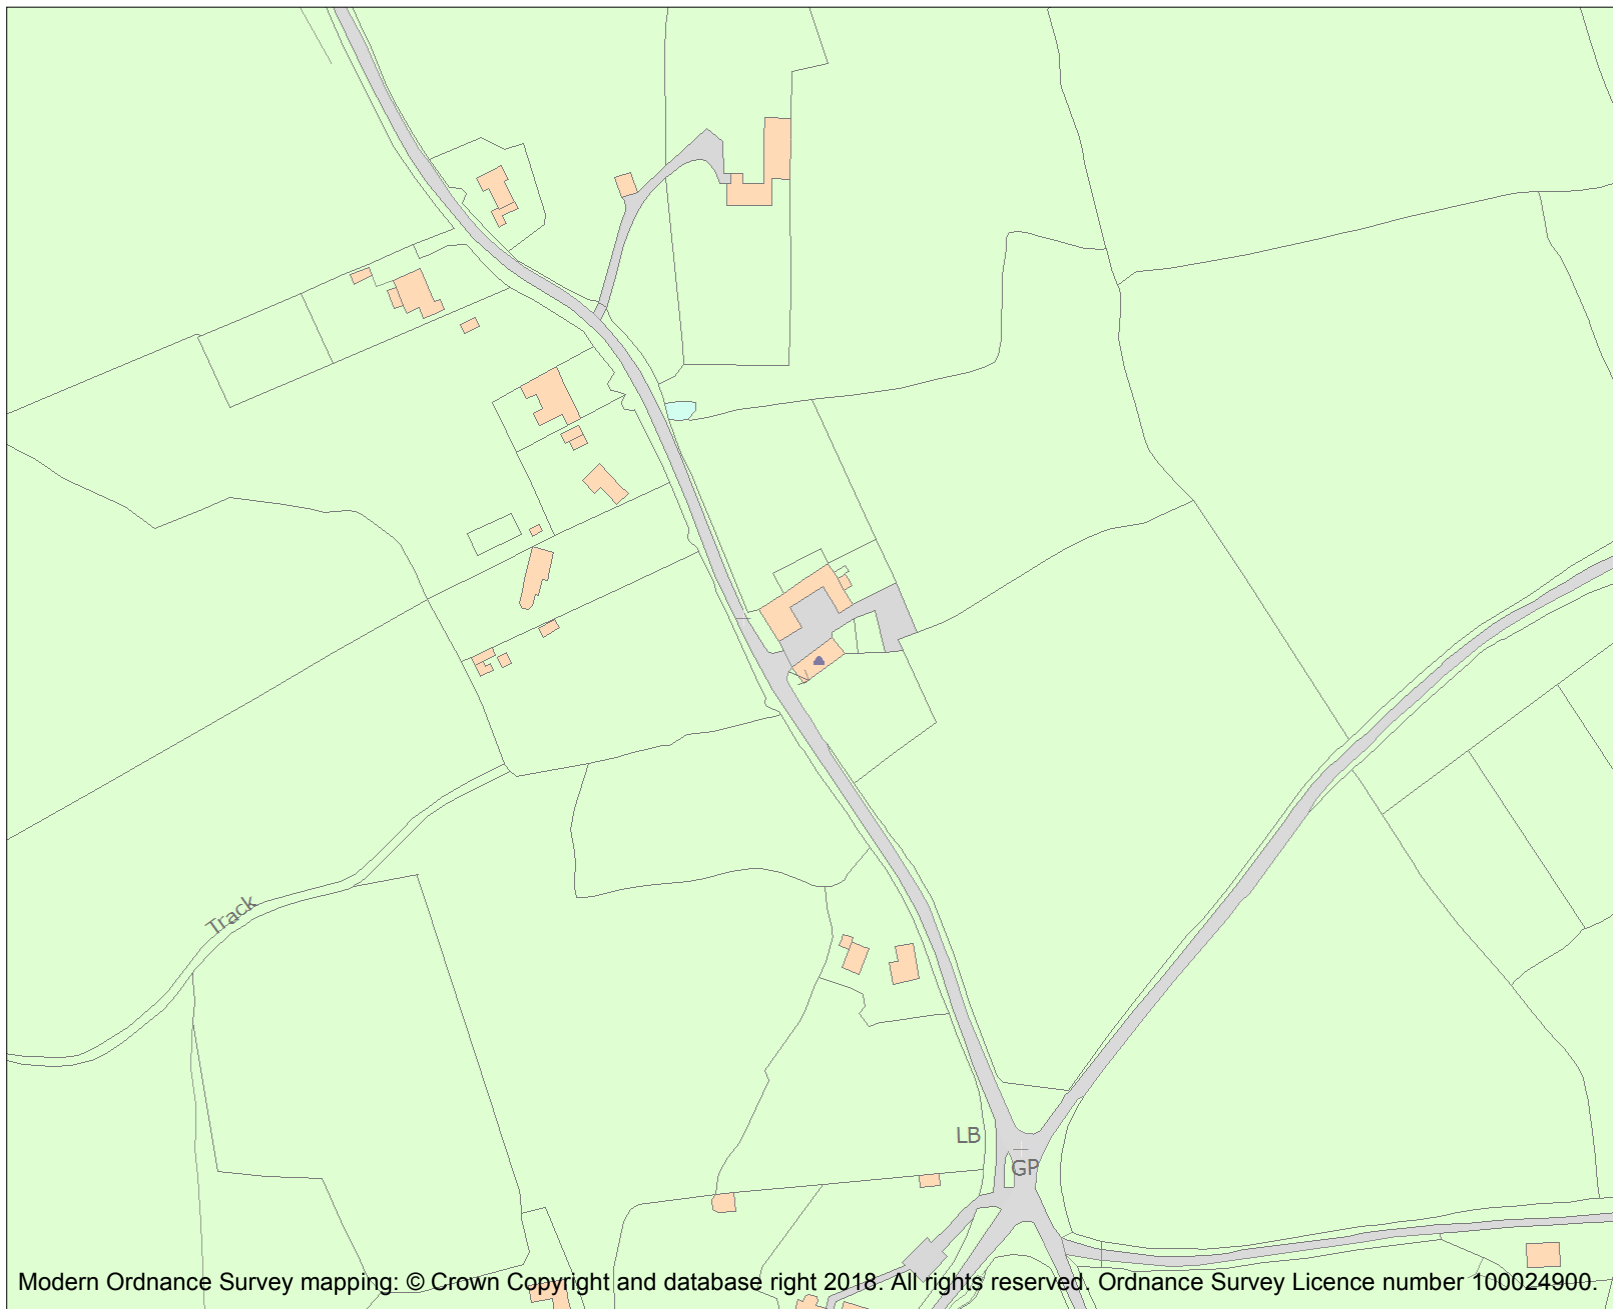 Track
LB
GP
Modern Ordnance Survey mapping: © Crown Copyright and database right 2018. All rights reserved. Ordnance Survey Licence number 100024900.